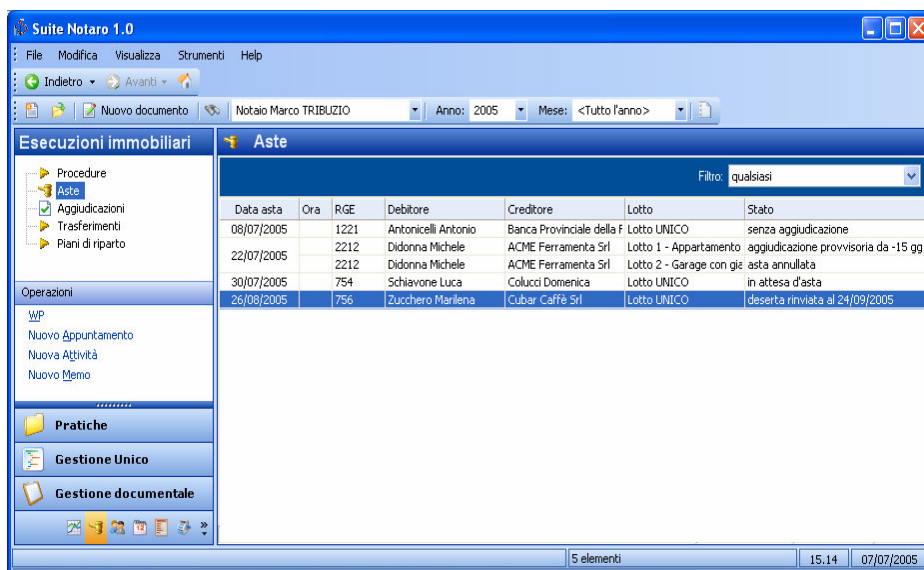 Suite Notaro 1.0
File Modifica Visualizza Strumenti Help
Indietro Avanti
Nuovo documento Notaio Marco TRIBUZIO Anno: 2005 Mese: <Tutto l'anno>
Esecuzioni immobiliari
Procedure
Aste
Aggiudicazioni
Trasferimenti
Piani di riparto
Operazioni
WP
Nuovo Appuntamento
Nuova Attività
Nuovo Memo
Pratiche
Gestione Unico
Gestione documentale
Aste
Filtro: qualsiasi
Data asta Ora RGE Debitore Creditore Lotto Stato
08/07/2005 1221 Antonicelli Antonio Banca Provinciale della F Lotto UNICO senza aggiudicazione
22/07/2005 2212 Didonna Michele ACME Ferramenta Srl Lotto 1 - Appartamento aggiudicazione provvisoria da -15 gg
2212 Didonna Michele ACME Ferramenta Srl Lotto 2 - Garage con gia asta annullata
30/07/2005 754 Schiavone Luca Colucci Domenica Lotto UNICO in attesa d'asta
26/08/2005 756 Zucchero Marilena Cubar Caffè Srl Lotto UNICO deserta rinviata al 24/09/2005
5 elementi 15.14 07/07/2005